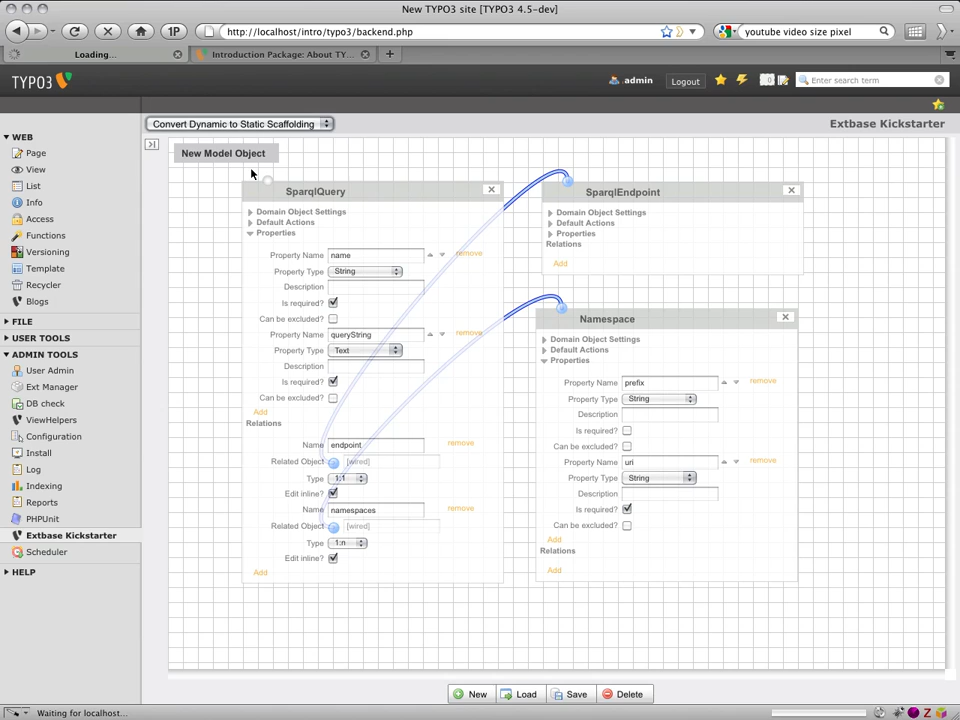 New TYPO3 site [TYPO3 4.5-dev]
1P
http://localhost/intro/typo3/backend.php
youtube video size pixel
Loading...
Introduction Package: About TY...
TYPO3
admin
Logout
Enter search term
Convert Dynamic to Static Scaffolding
Extbase Kickstarter
WEB
Page
View
List
Info
Access
Functions
Versioning
Template
Recycler
Blogs
FILE
USER TOOLS
ADMIN TOOLS
User Admin
Ext Manager
DB check
ViewHelpers
Configuration
Install
Log
Indexing
Reports
PHPUnit
Extbase Kickstarter
Scheduler
HELP
New Model Object
SparqlQuery
Domain Object Settings
Default Actions
Properties
Property Name name remove
Property Type String
Description
Is required?
Can be excluded?
Property Name queryString remove
Property Type Text
Description
Is required?
Can be excluded?
Add
Relations
Name endpoint remove
Related Object [wired]
Type 1:1
Edit inline?
Name namespaces remove
Related Object [wired]
Type 1:n
Edit inline?
Add
SparqlEndpoint
Domain Object Settings
Default Actions
Properties
Relations
Add
Namespace
Domain Object Settings
Default Actions
Properties
Property Name prefix remove
Property Type String
Description
Is required?
Can be excluded?
Property Name uri remove
Property Type String
Description
Is required?
Can be excluded?
Add
Relations
Add
New Load Save Delete
Waiting for localhost...